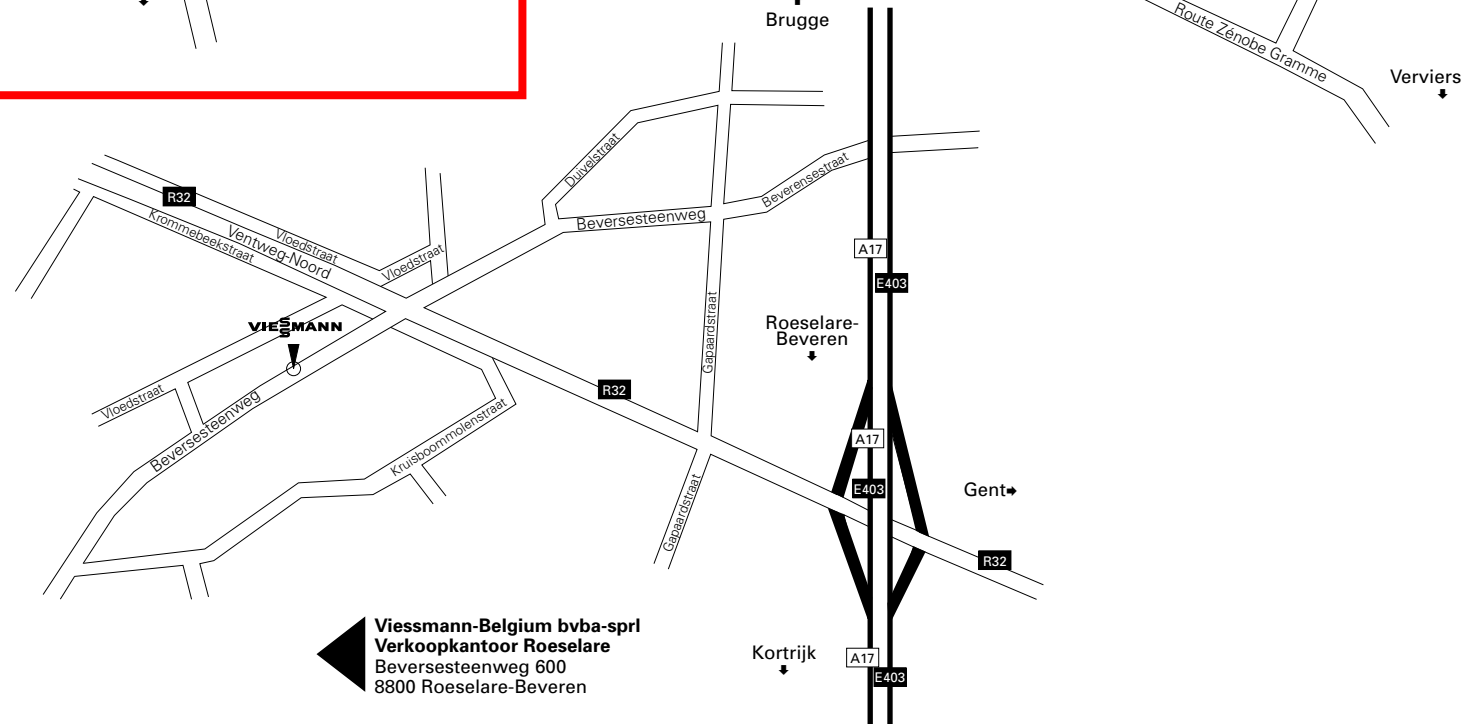 Brugge
Route Zénobe Gramme
Verviers
Duivelstraat
Beverensestraat
R32
Beversesteenweg
Krommebeekstraat
Ventweg-Noord
Vloedstraat
Vloedstraat
A17
E403
VIESSMANN
Roeselare-
Beveren
Gapaardstraat
R32
Vloedstraat
Beversesteenweg
Kruisboommolenstraat
A17
E403
Gent
Gapaardstraat
R32
Viessmann-Belgium bvba-sprl
Verkoopkantoor Roeselare
Beversesteenweg 600
8800 Roeselare-Beveren
Kortrijk
A17
E403